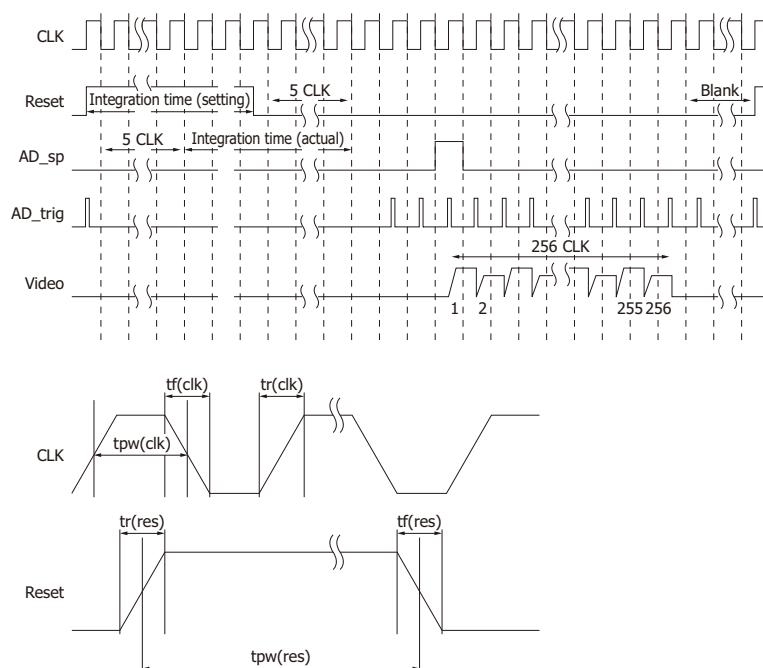 CLK
Reset
Integration time (setting)
5 CLK
Blank
5 CLK
Integration time (actual)
AD_sp
AD_trig
256 CLK
Video
1
2
255
256
tf(clk)
tr(clk)
tpw(clk)
CLK
tr(res)
tf(res)
Reset
tpw(res)